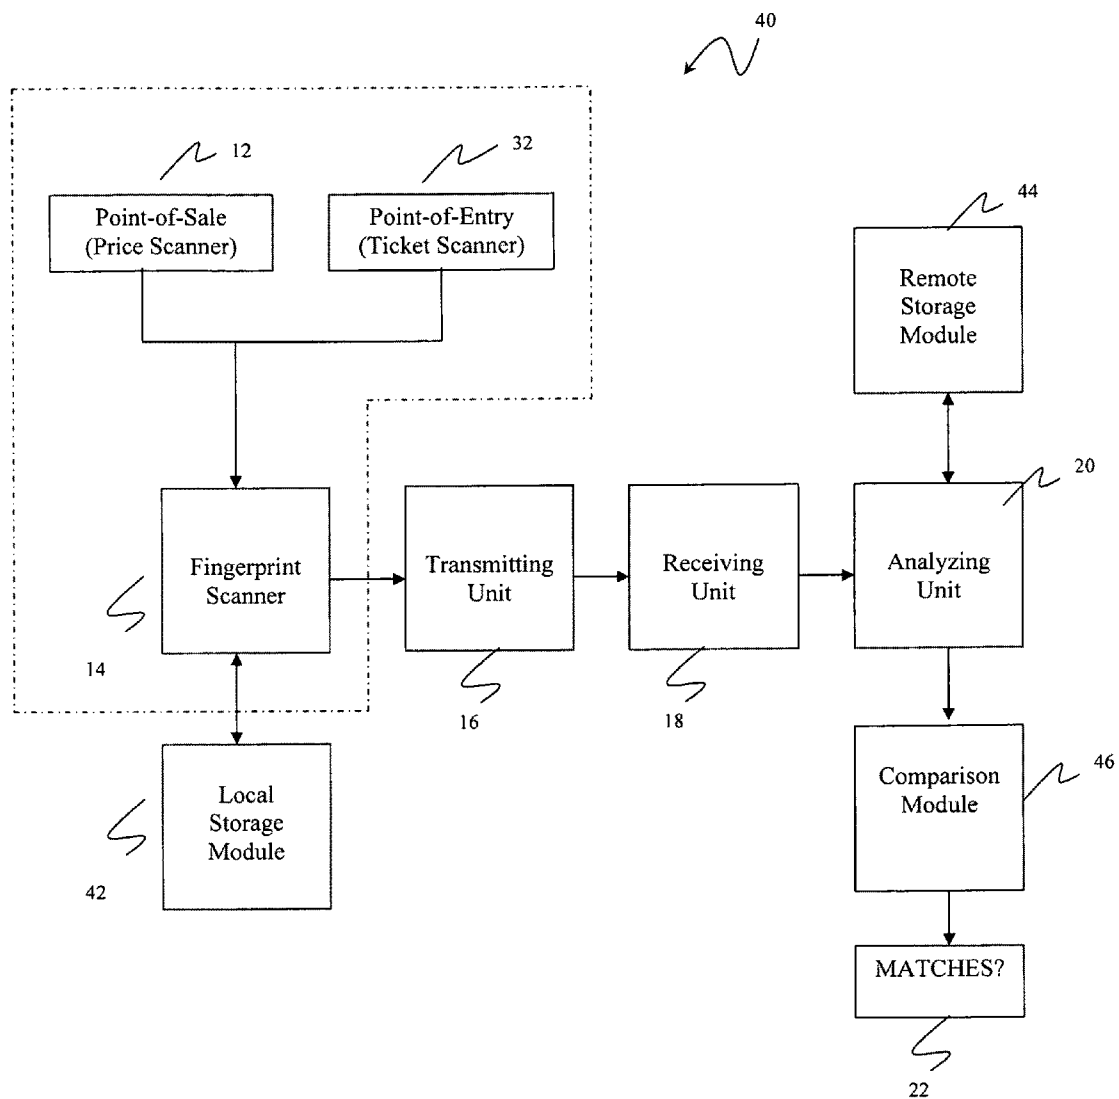 40
12
32
Point-of-Sale
(Price Scanner)
Point-of-Entry
(Ticket Scanner)
44
Remote
Storage
Module
20
Fingerprint
Scanner
Transmitting
Unit
Receiving
Unit
Analyzing
Unit
14
16
18
Local
Storage
Module
42
Comparison
Module
46
MATCHES?
22